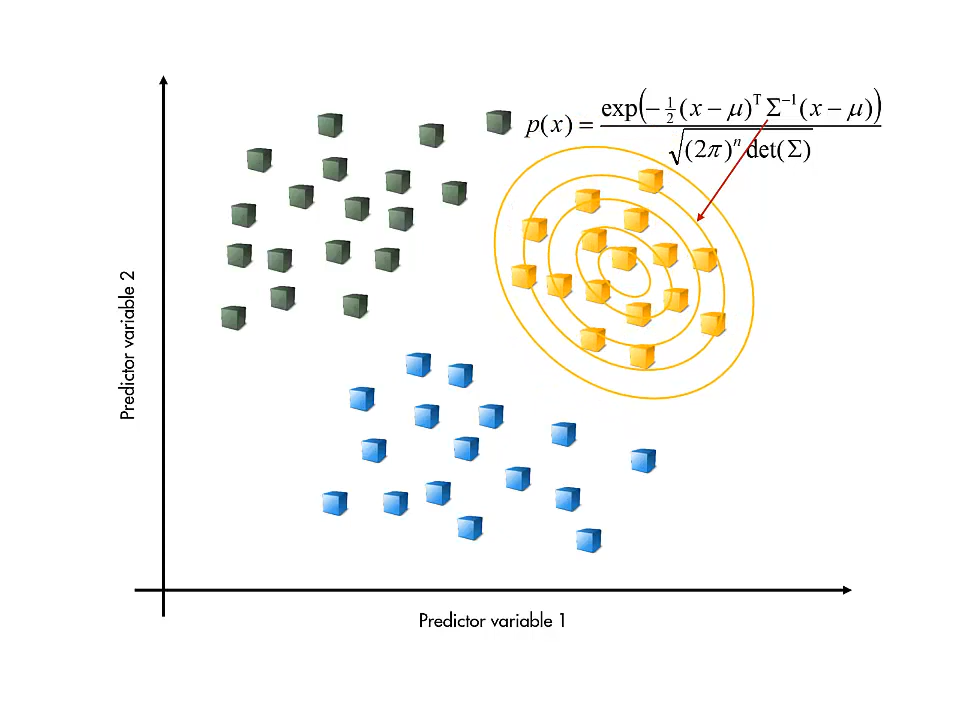 p(x) = exp(−½(x − μ)ᵀ Σ⁻¹(x − μ)) / √((2π)ⁿ det(Σ))
Predictor variable 2
Predictor variable 1